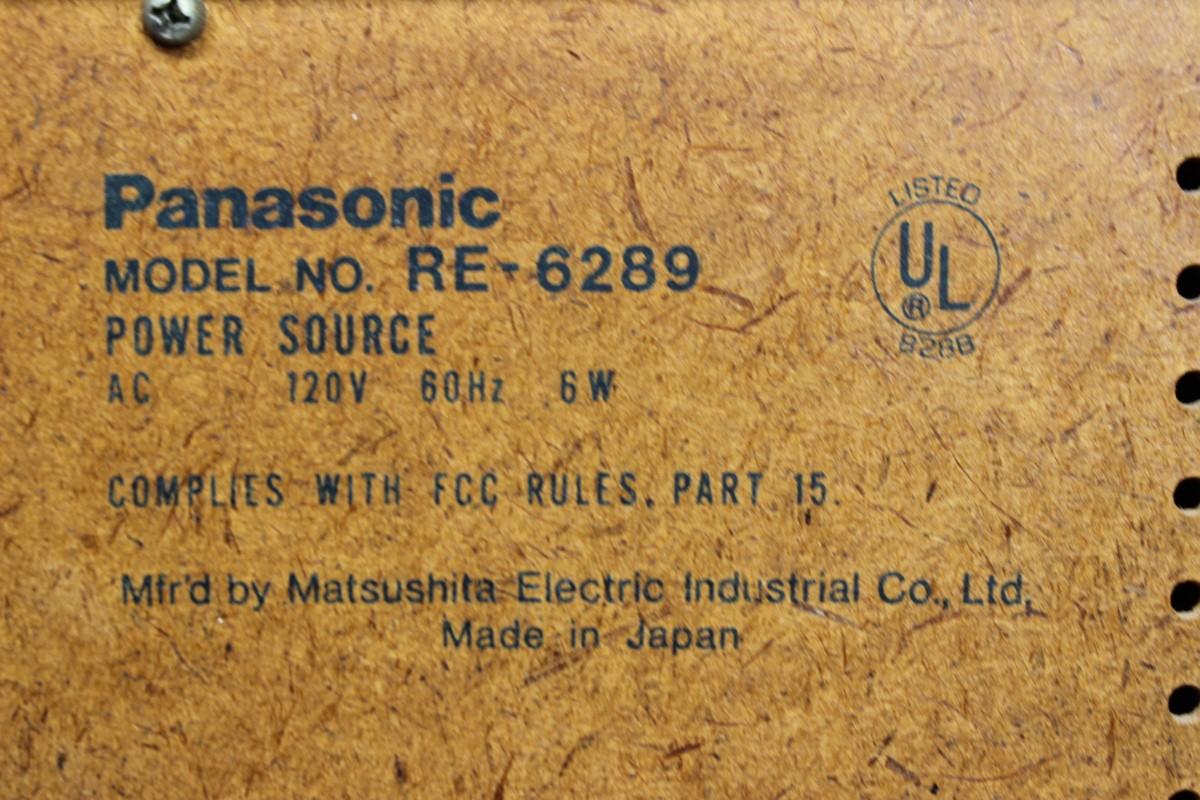 Panasonic
MODEL NO. RE-6289
POWER SOURCE
AC 120V 60Hz 6W
COMPLIES WITH FCC RULES, PART 15.
Mfr'd by Matsushita Electric Industrial Co., Ltd.
Made in Japan
LISTED
UL
®